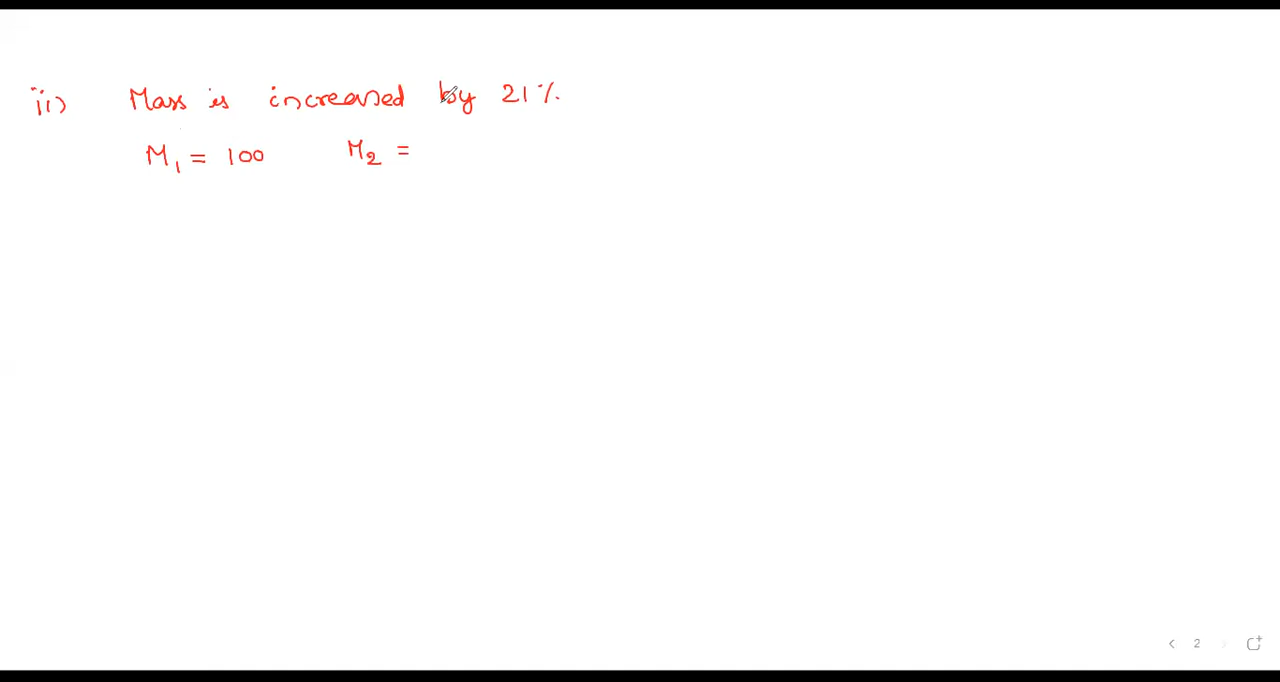 ii) Mass is increased by 21%.
M₁ = 100 M₂ =
2